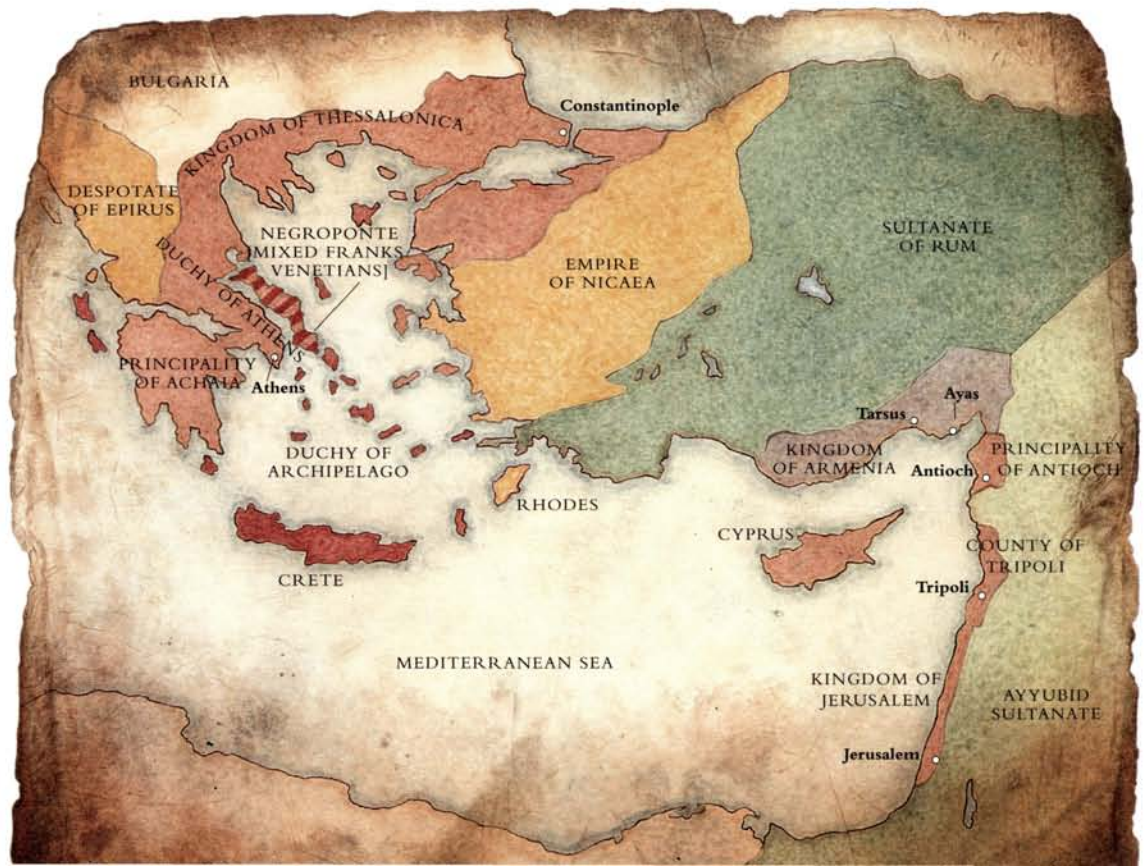 BULGARIA
Constantinople
KINGDOM OF THESSALONICA
DESPOTATE
OF EPIRUS
NEGROPONTE
[MIXED FRANKS,
VENETIANS]
SULTANATE
OF RUM
EMPIRE
OF NICAEA
DUCHY OF ATHENS
PRINCIPALITY
OF ACHAIA
Athens
Ayas
Tarsus
DUCHY OF
ARCHIPELAGO
KINGDOM
OF ARMENIA
Antioch
PRINCIPALITY
OF ANTIOCH
RHODES
CYPRUS
COUNTY OF
TRIPOLI
CRETE
Tripoli
MEDITERRANEAN SEA
KINGDOM OF
JERUSALEM
AYYUBID
SULTANATE
Jerusalem